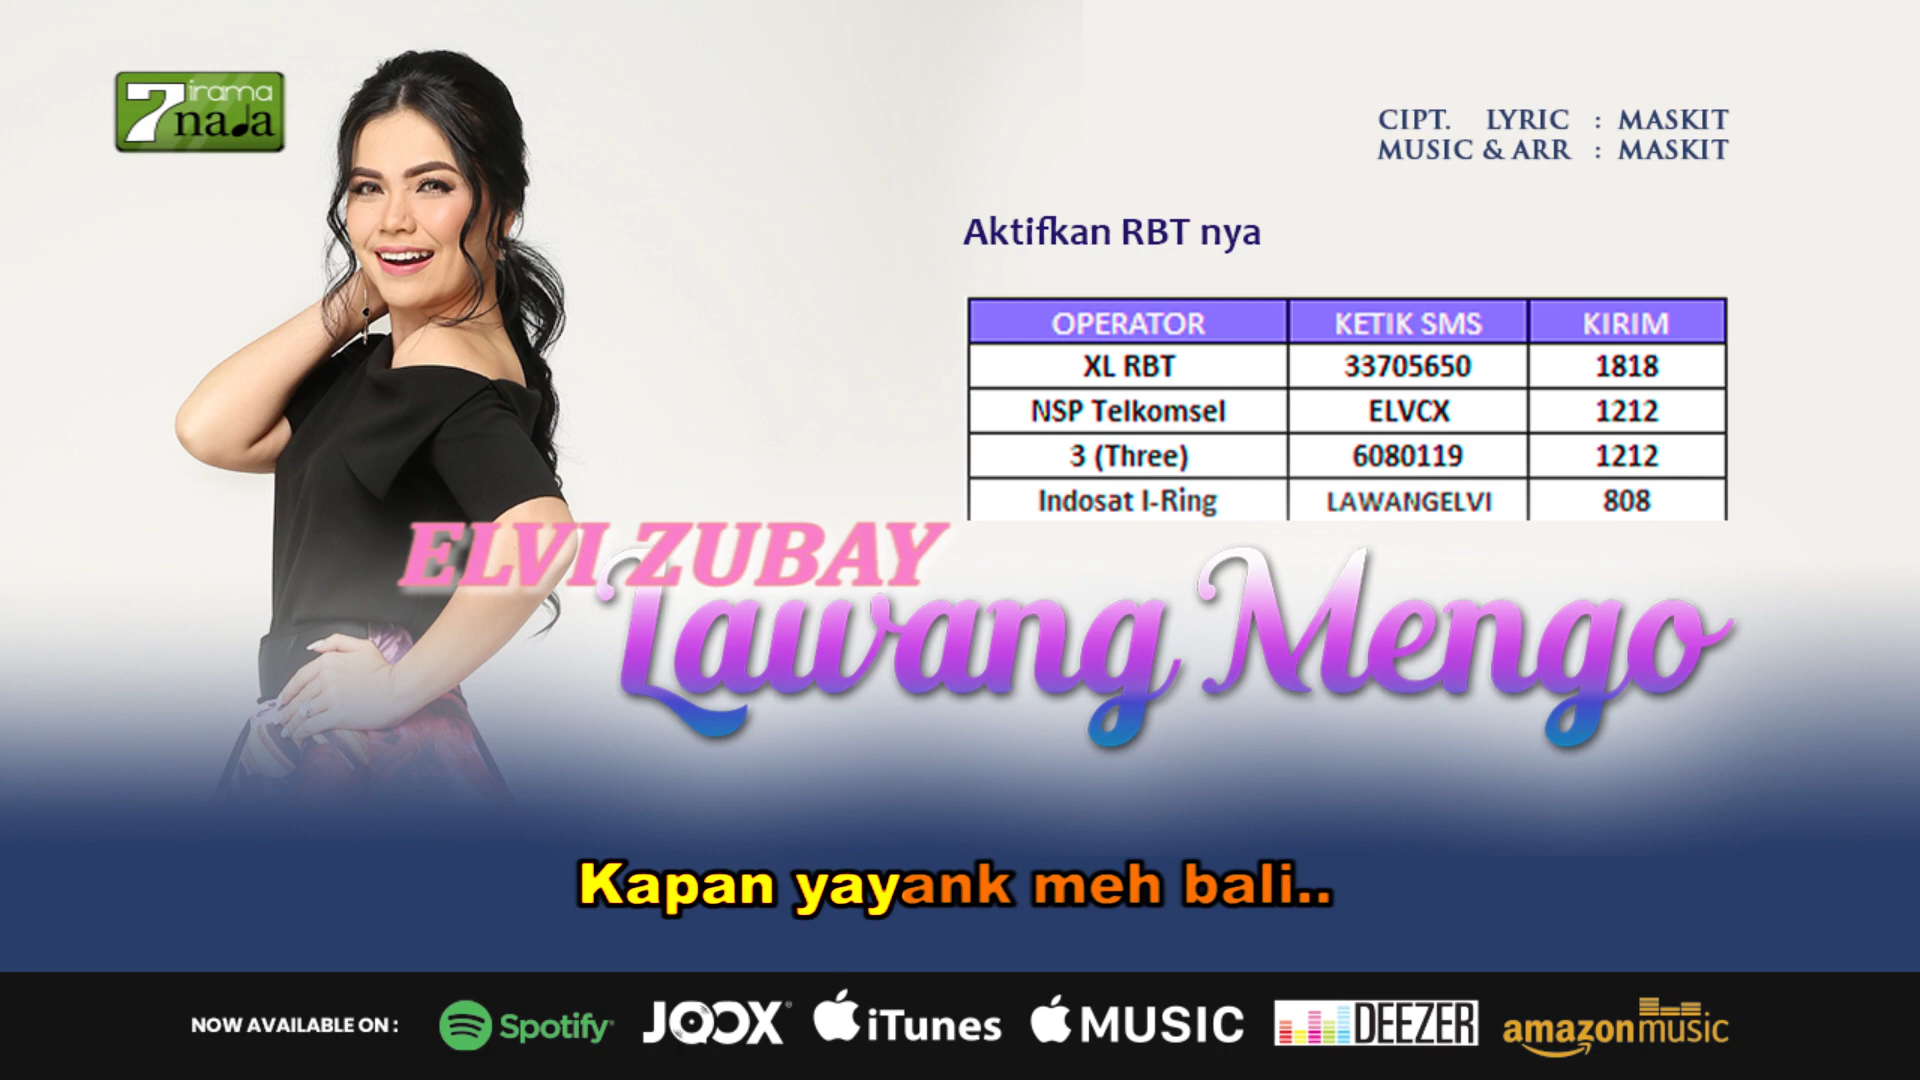 7 irama nada
CIPT. LYRIC : MASKIT
MUSIC & ARR : MASKIT
Aktifkan RBT nya
OPERATOR KETIK SMS KIRIM
XL RBT 33705650 1818
NSP Telkomsel ELVCX 1212
3 (Three) 6080119 1212
Indosat I-Ring LAWANGELVI 808
ELVI ZUBAY
Lawang Mengo
Kapan yayank meh bali..
NOW AVAILABLE ON : Spotify JOOX iTunes MUSIC DEEZER amazon music